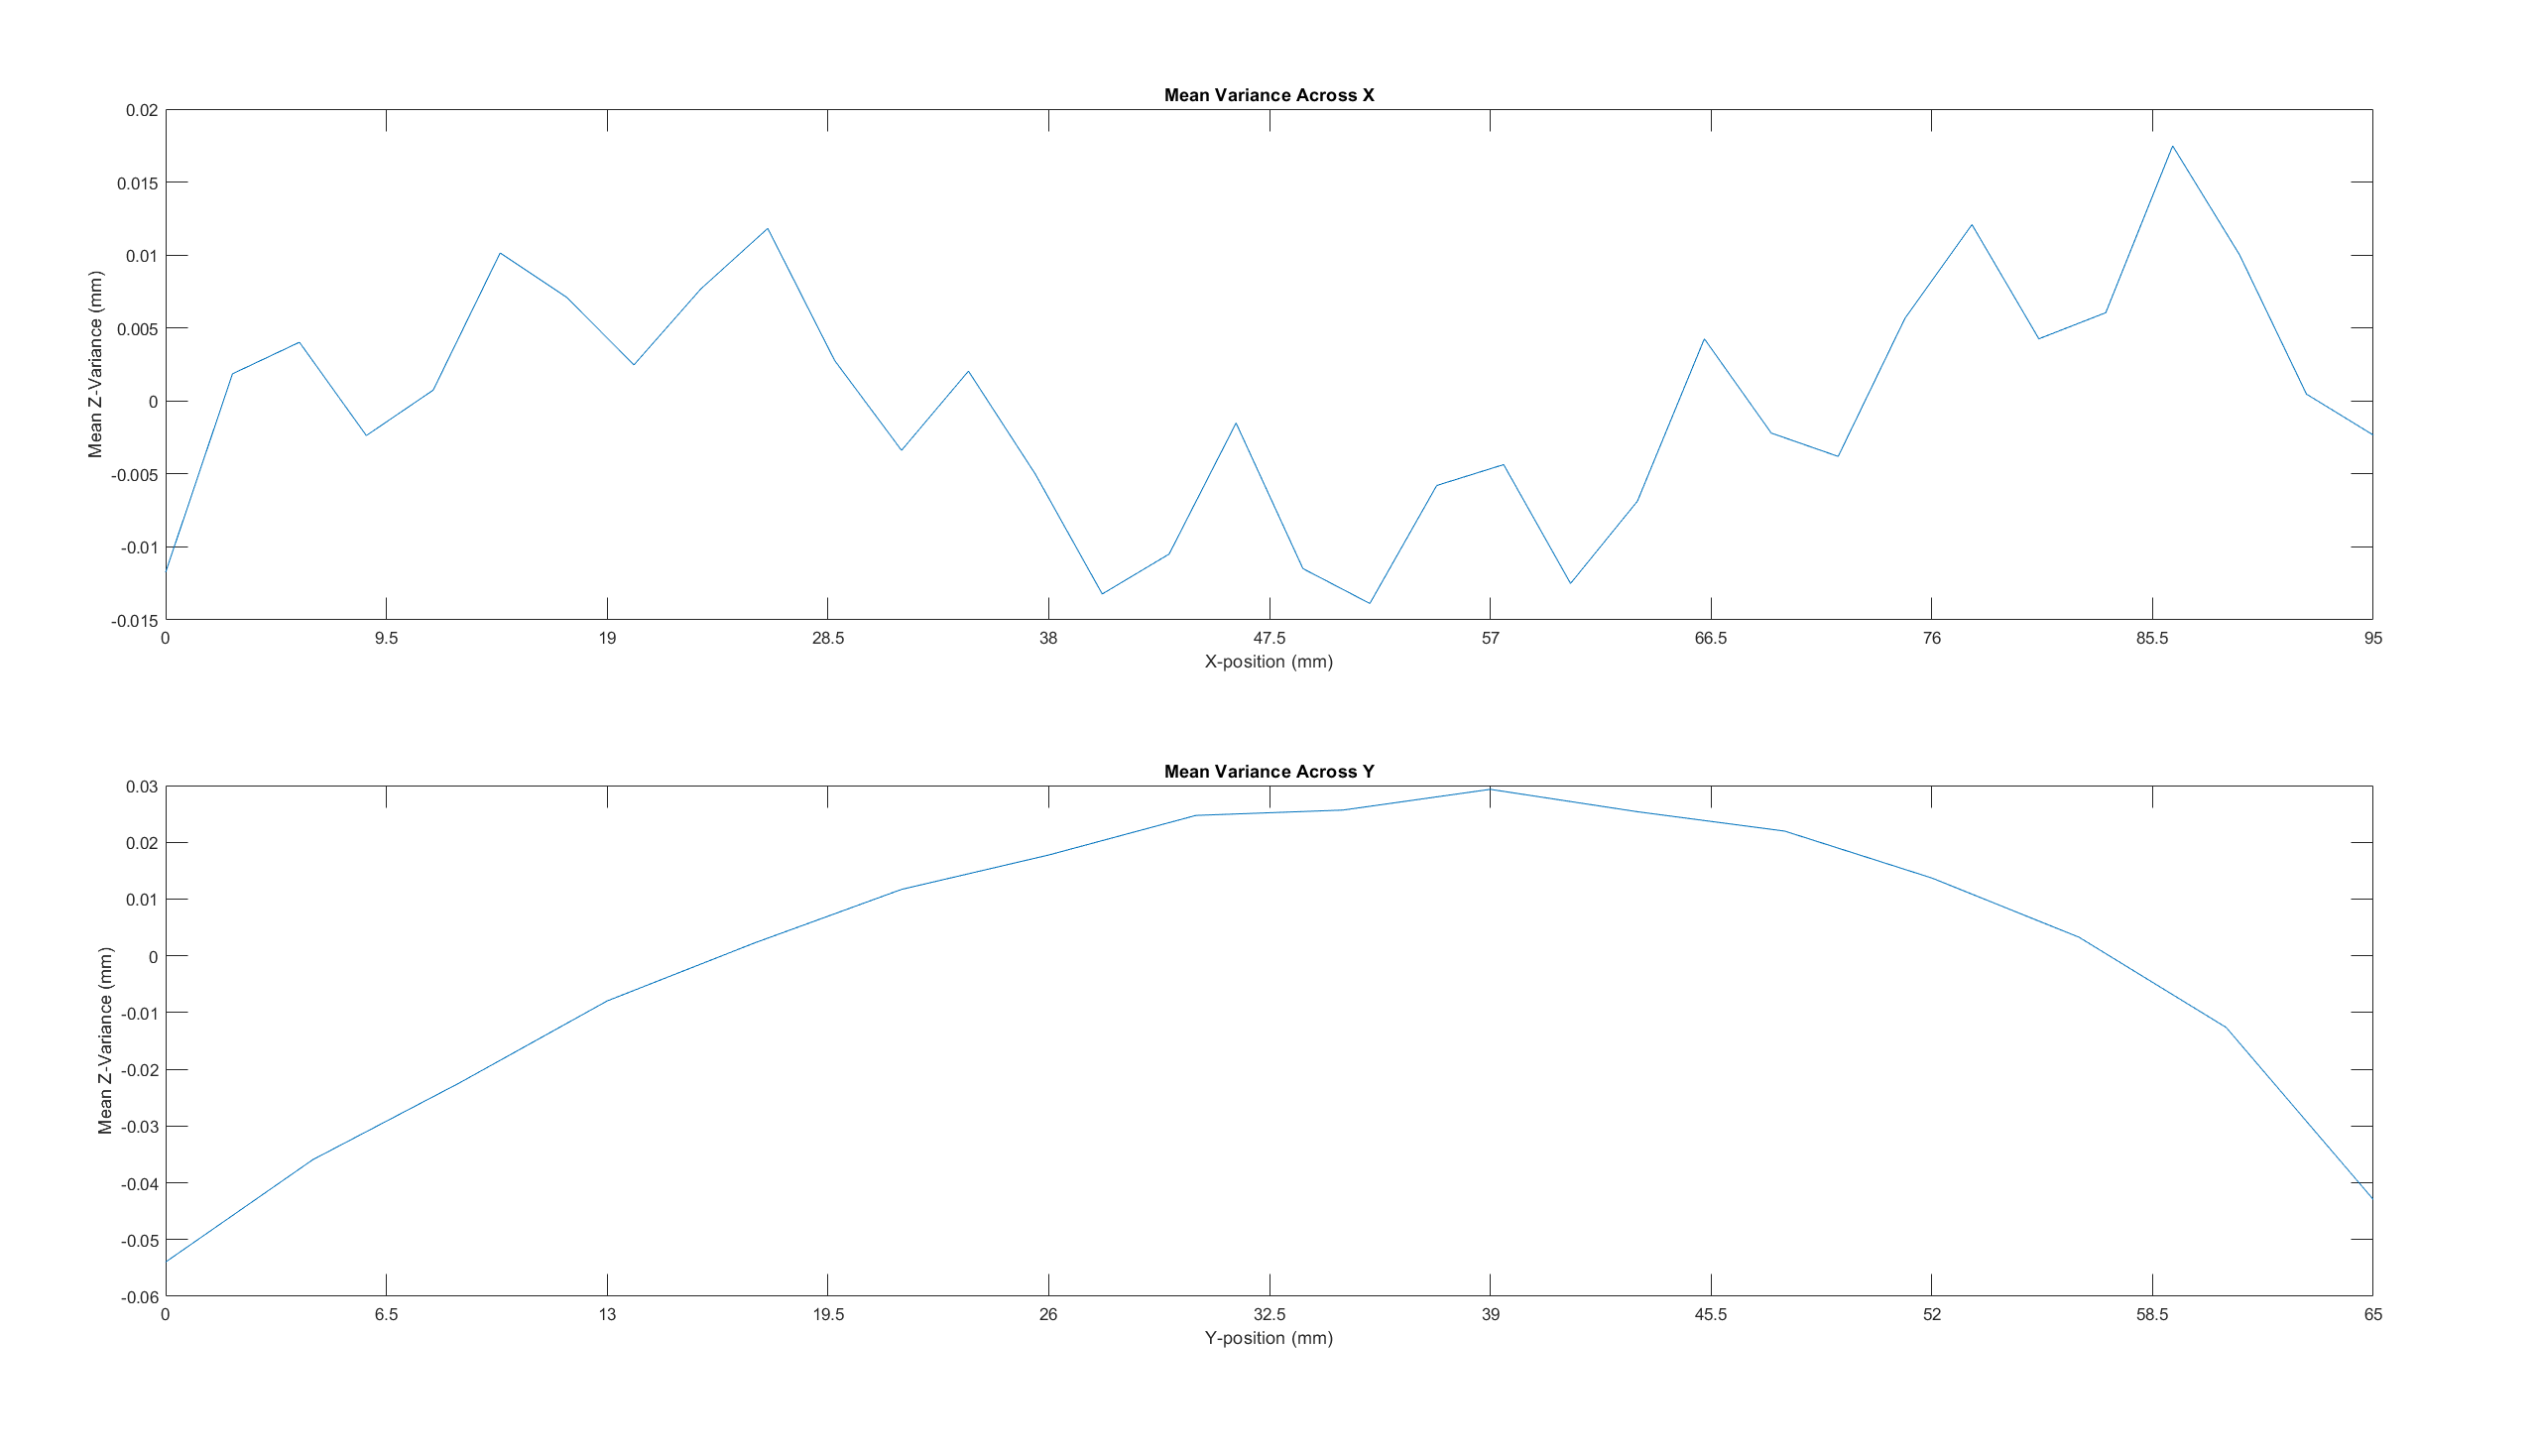 Mean Variance Across X
0.02
0.015
0.01
0.005
0
-0.005
-0.01
-0.015
Mean Z-Variance (mm)
0 9.5 19 28.5 38 47.5 57 66.5 76 85.5 95
X-position (mm)
Mean Variance Across Y
0.03
0.02
0.01
0
-0.01
-0.02
-0.03
-0.04
-0.05
-0.06
Mean Z-Variance (mm)
0 6.5 13 19.5 26 32.5 39 45.5 52 58.5 65
Y-position (mm)